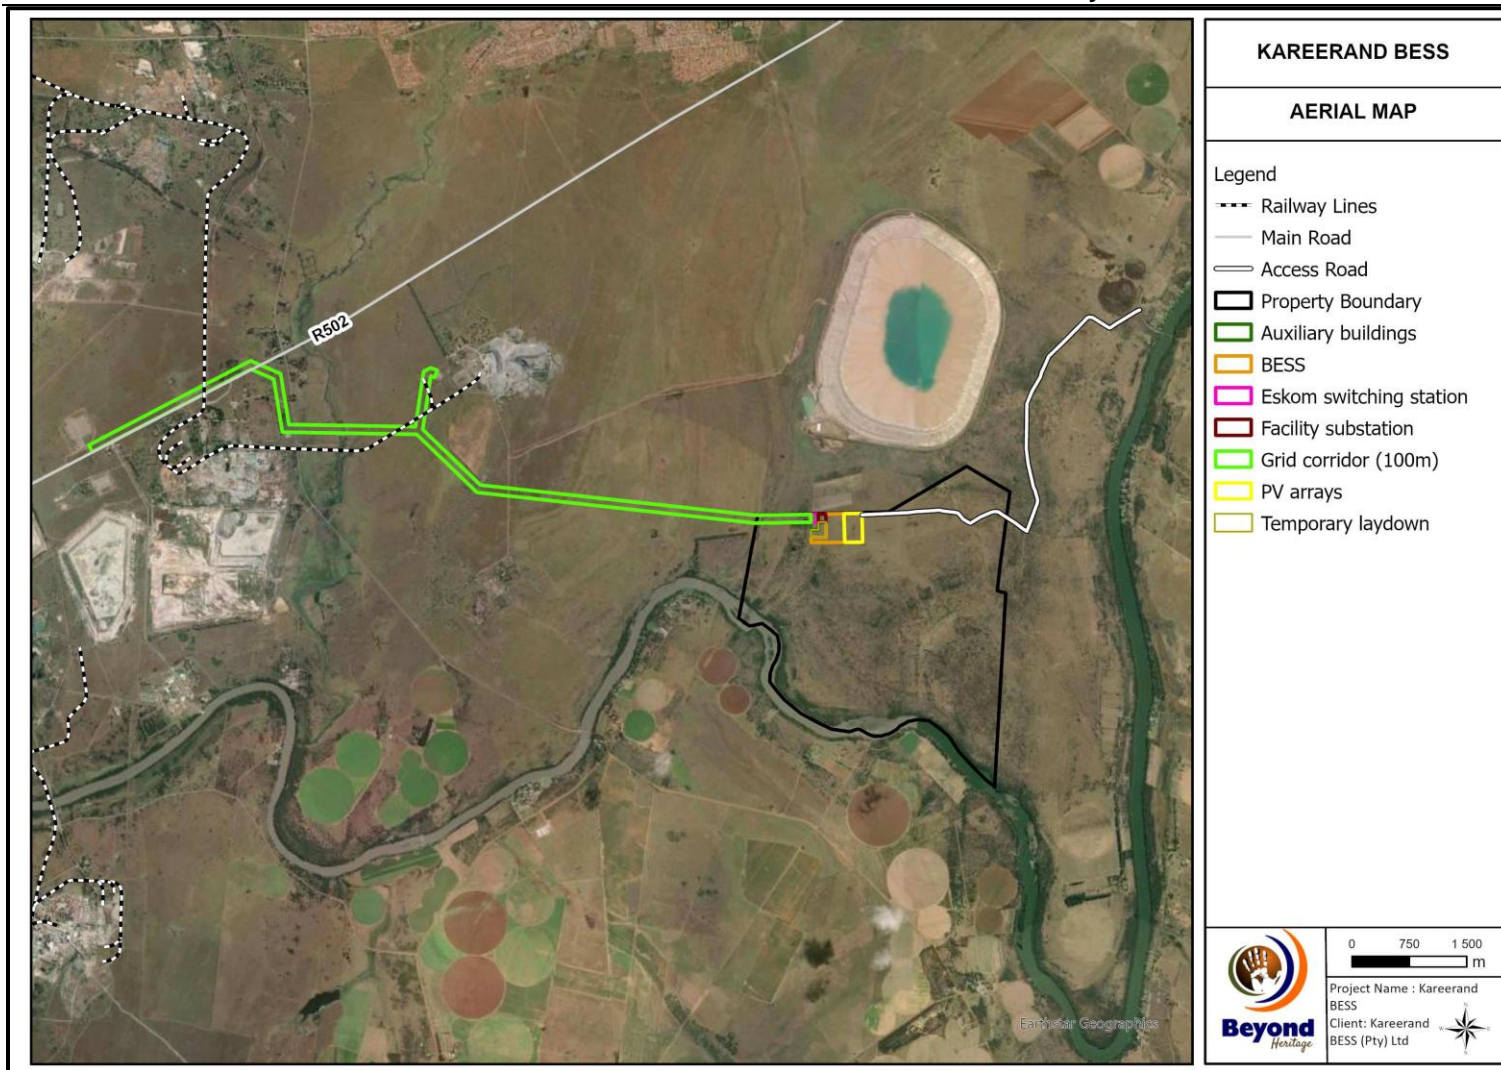 KAREERAND BESS
AERIAL MAP
Legend
Railway Lines
Main Road
Access Road
Property Boundary
Auxiliary buildings
BESS
Eskom switching station
Facility substation
Grid corridor (100m)
PV arrays
Temporary laydown
R502
Earthstar Geographics
0 750 1 500
m
Beyond
Heritage
Project Name : Kareerand
BESS
Client: Kareerand
BESS (Pty) Ltd